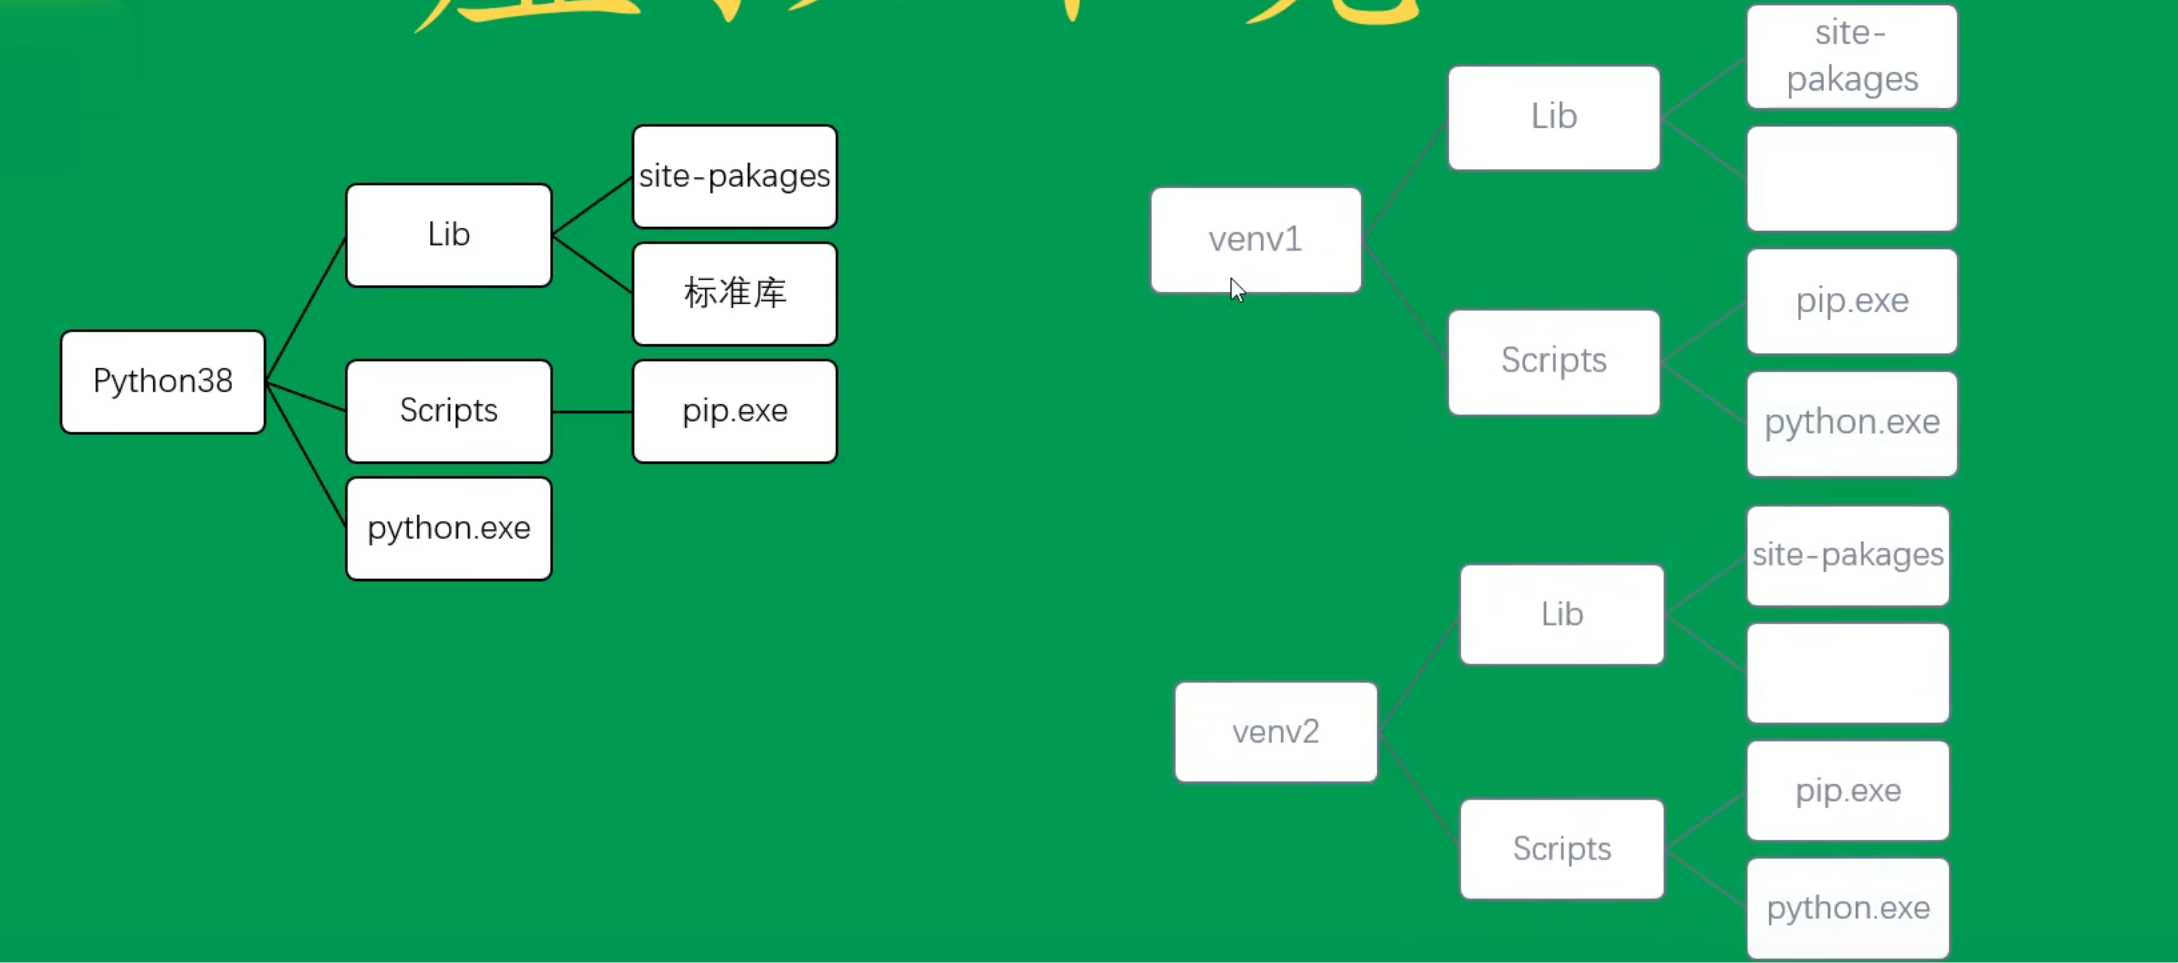 Python38
Lib
site-pakages
标准库
Scripts
pip.exe
python.exe
venv1
Lib
site-
pakages
Scripts
pip.exe
python.exe
venv2
Lib
site-pakages
Scripts
pip.exe
python.exe